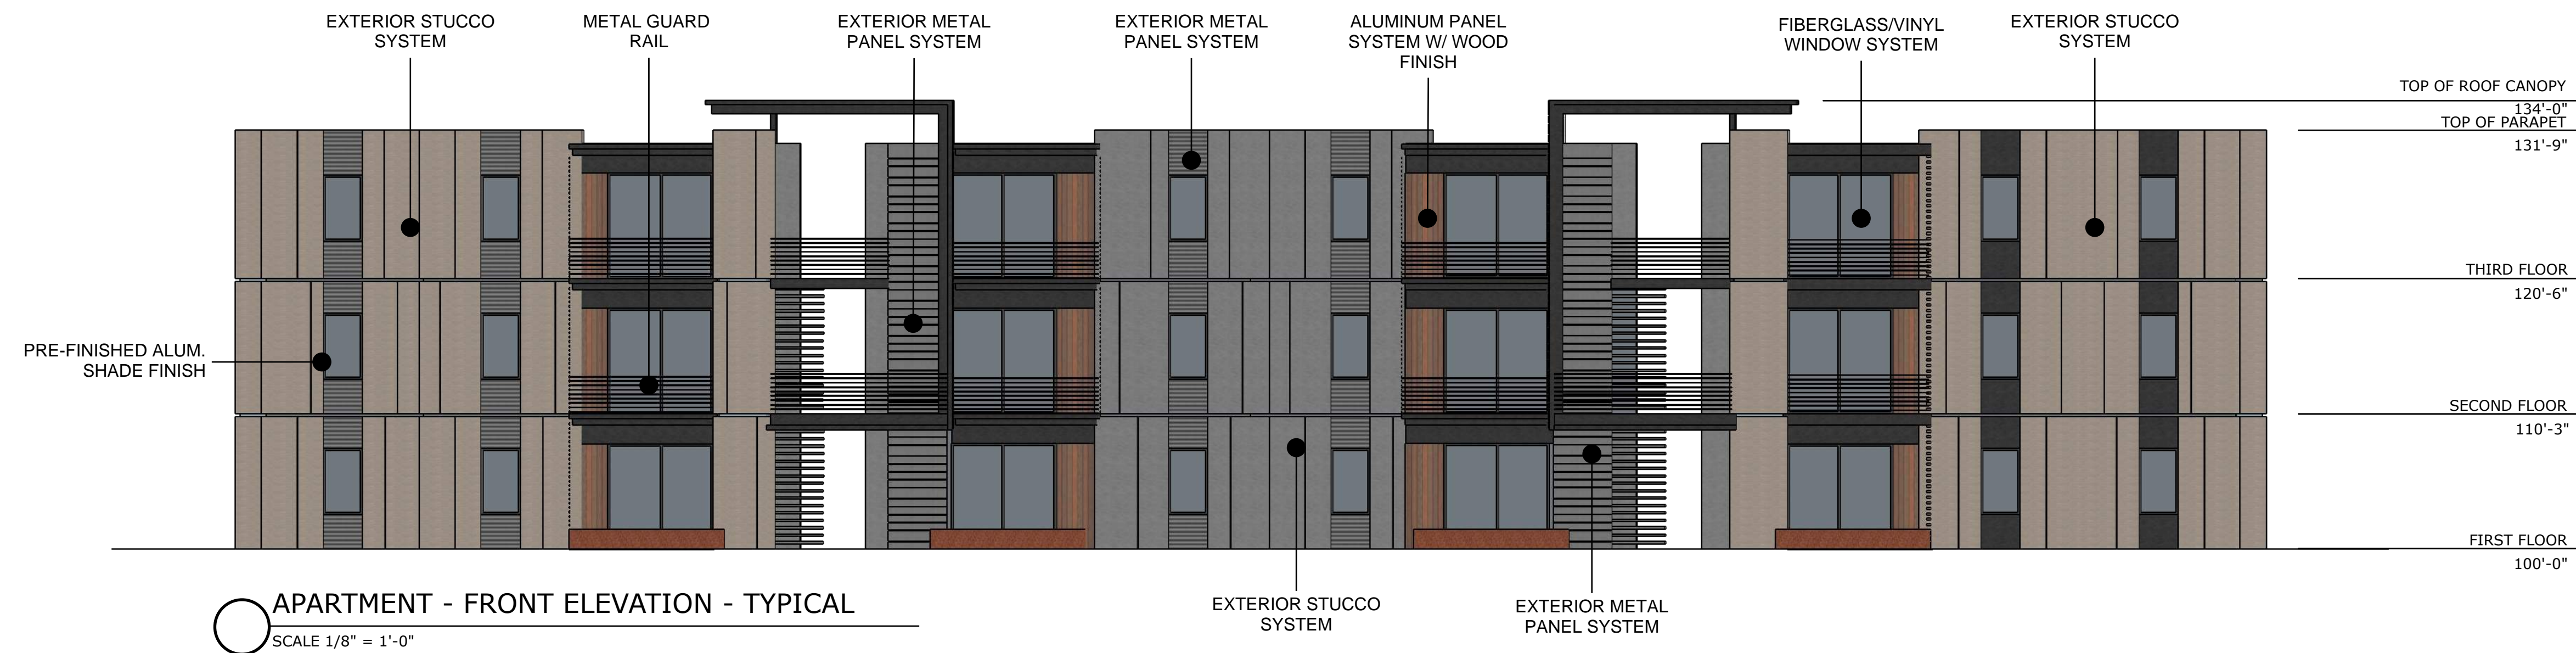 EXTERIOR STUCCO
SYSTEM
METAL GUARD
RAIL
EXTERIOR METAL
PANEL SYSTEM
EXTERIOR METAL
PANEL SYSTEM
ALUMINUM PANEL
SYSTEM W/ WOOD
FINISH
FIBERGLASS/VINYL
WINDOW SYSTEM
EXTERIOR STUCCO
SYSTEM
TOP OF ROOF CANOPY
134'-0"
TOP OF PARAPET
131'-9"
THIRD FLOOR
120'-6"
PRE-FINISHED ALUM.
SHADE FINISH
SECOND FLOOR
110'-3"
FIRST FLOOR
100'-0"
EXTERIOR STUCCO
SYSTEM
EXTERIOR METAL
PANEL SYSTEM
APARTMENT - FRONT ELEVATION - TYPICAL
SCALE 1/8" = 1'-0"